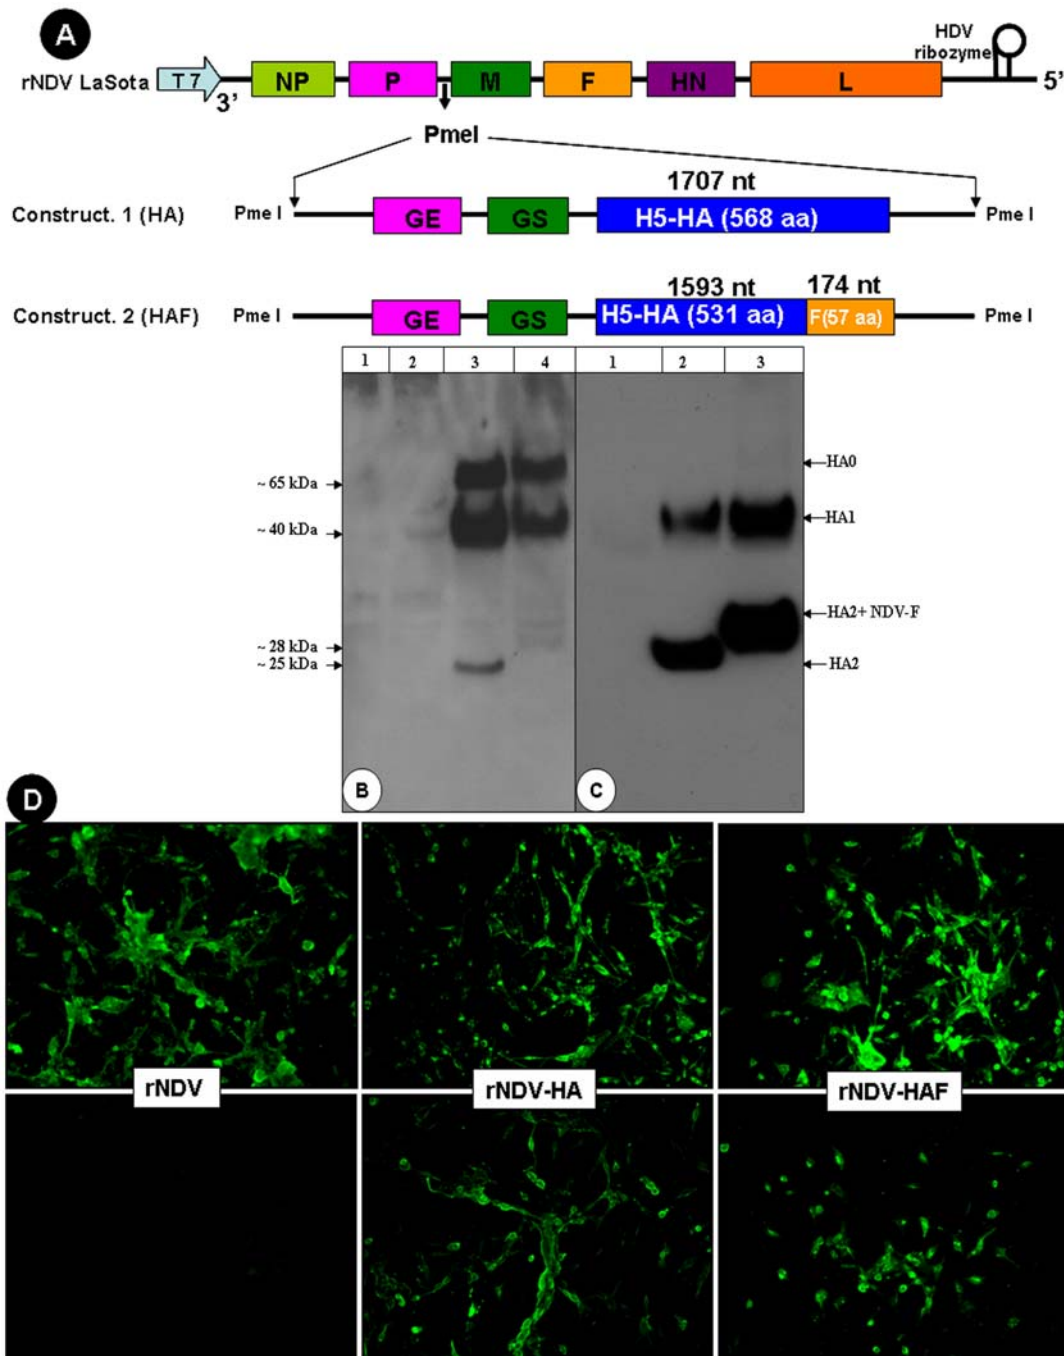 A
HDV
ribozyme
rNDV LaSota
T 7
NP
P
M
F
HN
L
3’
5’
PmeI
1707 nt
Construct. 1 (HA)
Pme I
GE
GS
H5-HA (568 aa)
Pme I
1593 nt
174 nt
Construct. 2 (HAF)
Pme I
GE
GS
H5-HA (531 aa)
F(57 aa)
Pme I
1
2
3
4
1
2
3
~ 65 kDa
~ 40 kDa
~ 28 kDa
~ 25 kDa
HA0
HA1
HA2+ NDV-F
HA2
B
C
D
rNDV
rNDV-HA
rNDV-HAF